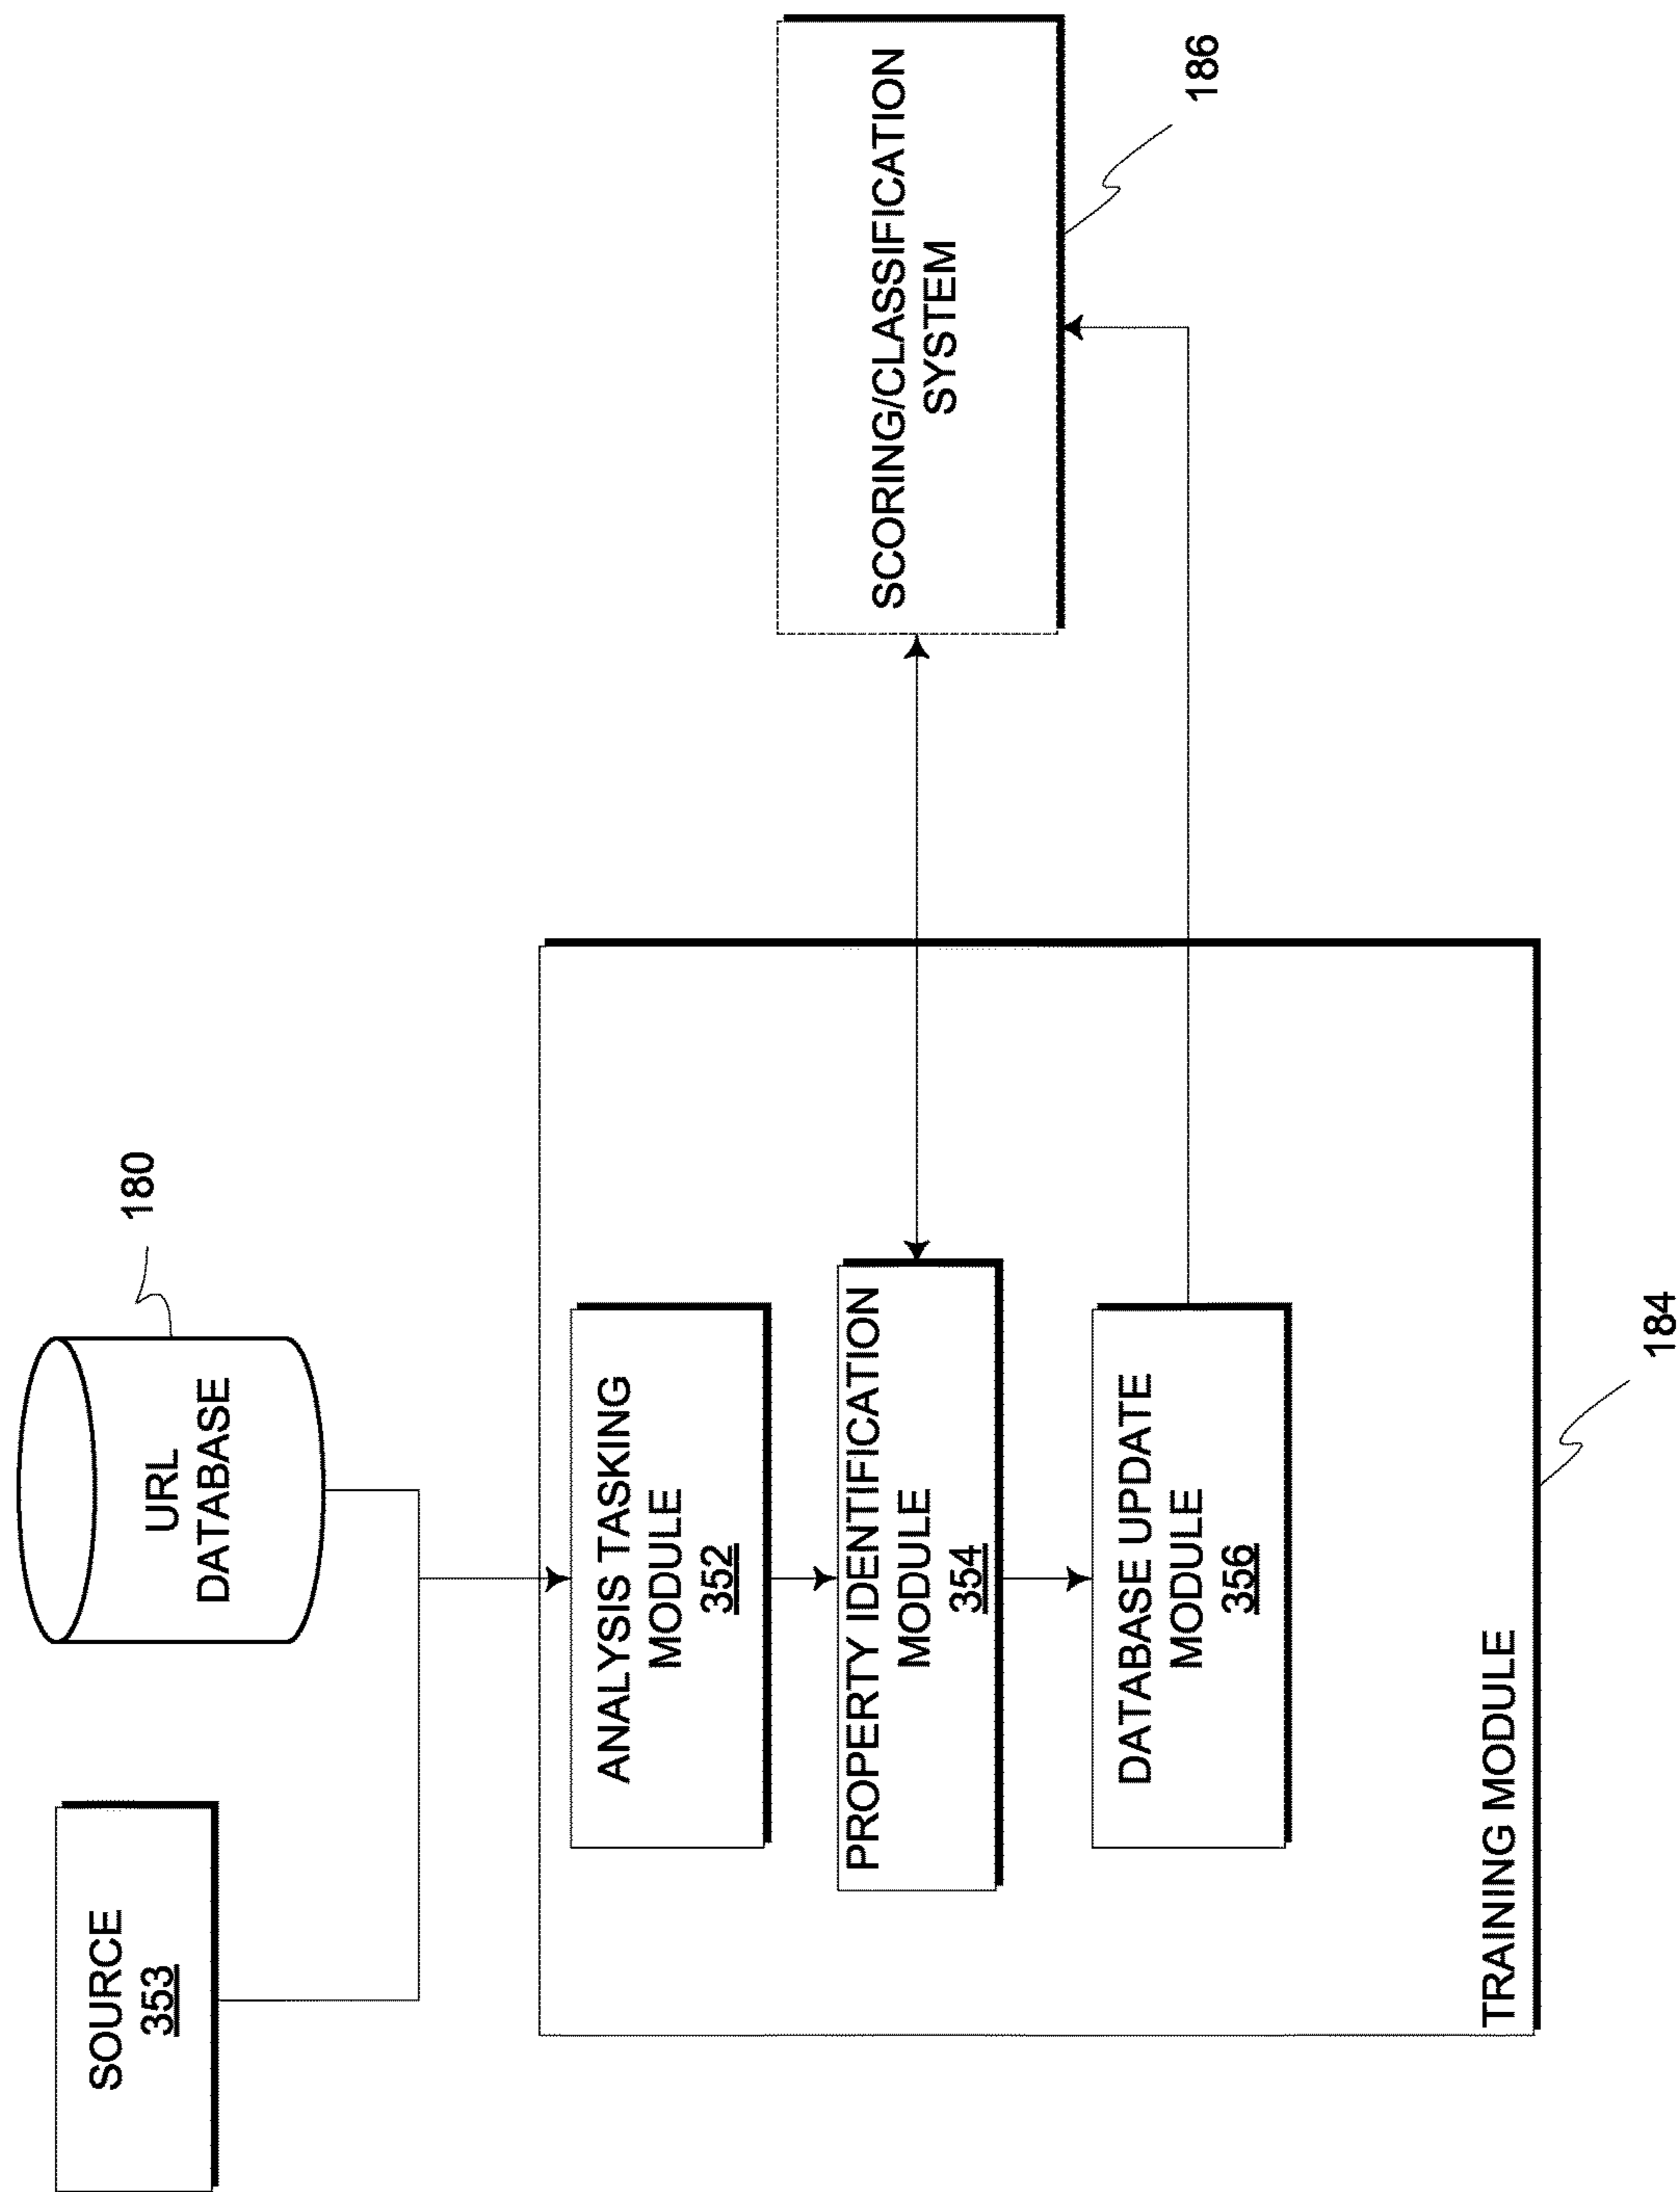 SOURCE
353
URL
DATABASE
180
ANALYSIS TASKING
MODULE
352
PROPERTY IDENTIFICATION
MODULE
354
DATABASE UPDATE
MODULE
356
TRAINING MODULE
184
SCORING/CLASSIFICATION
SYSTEM
186